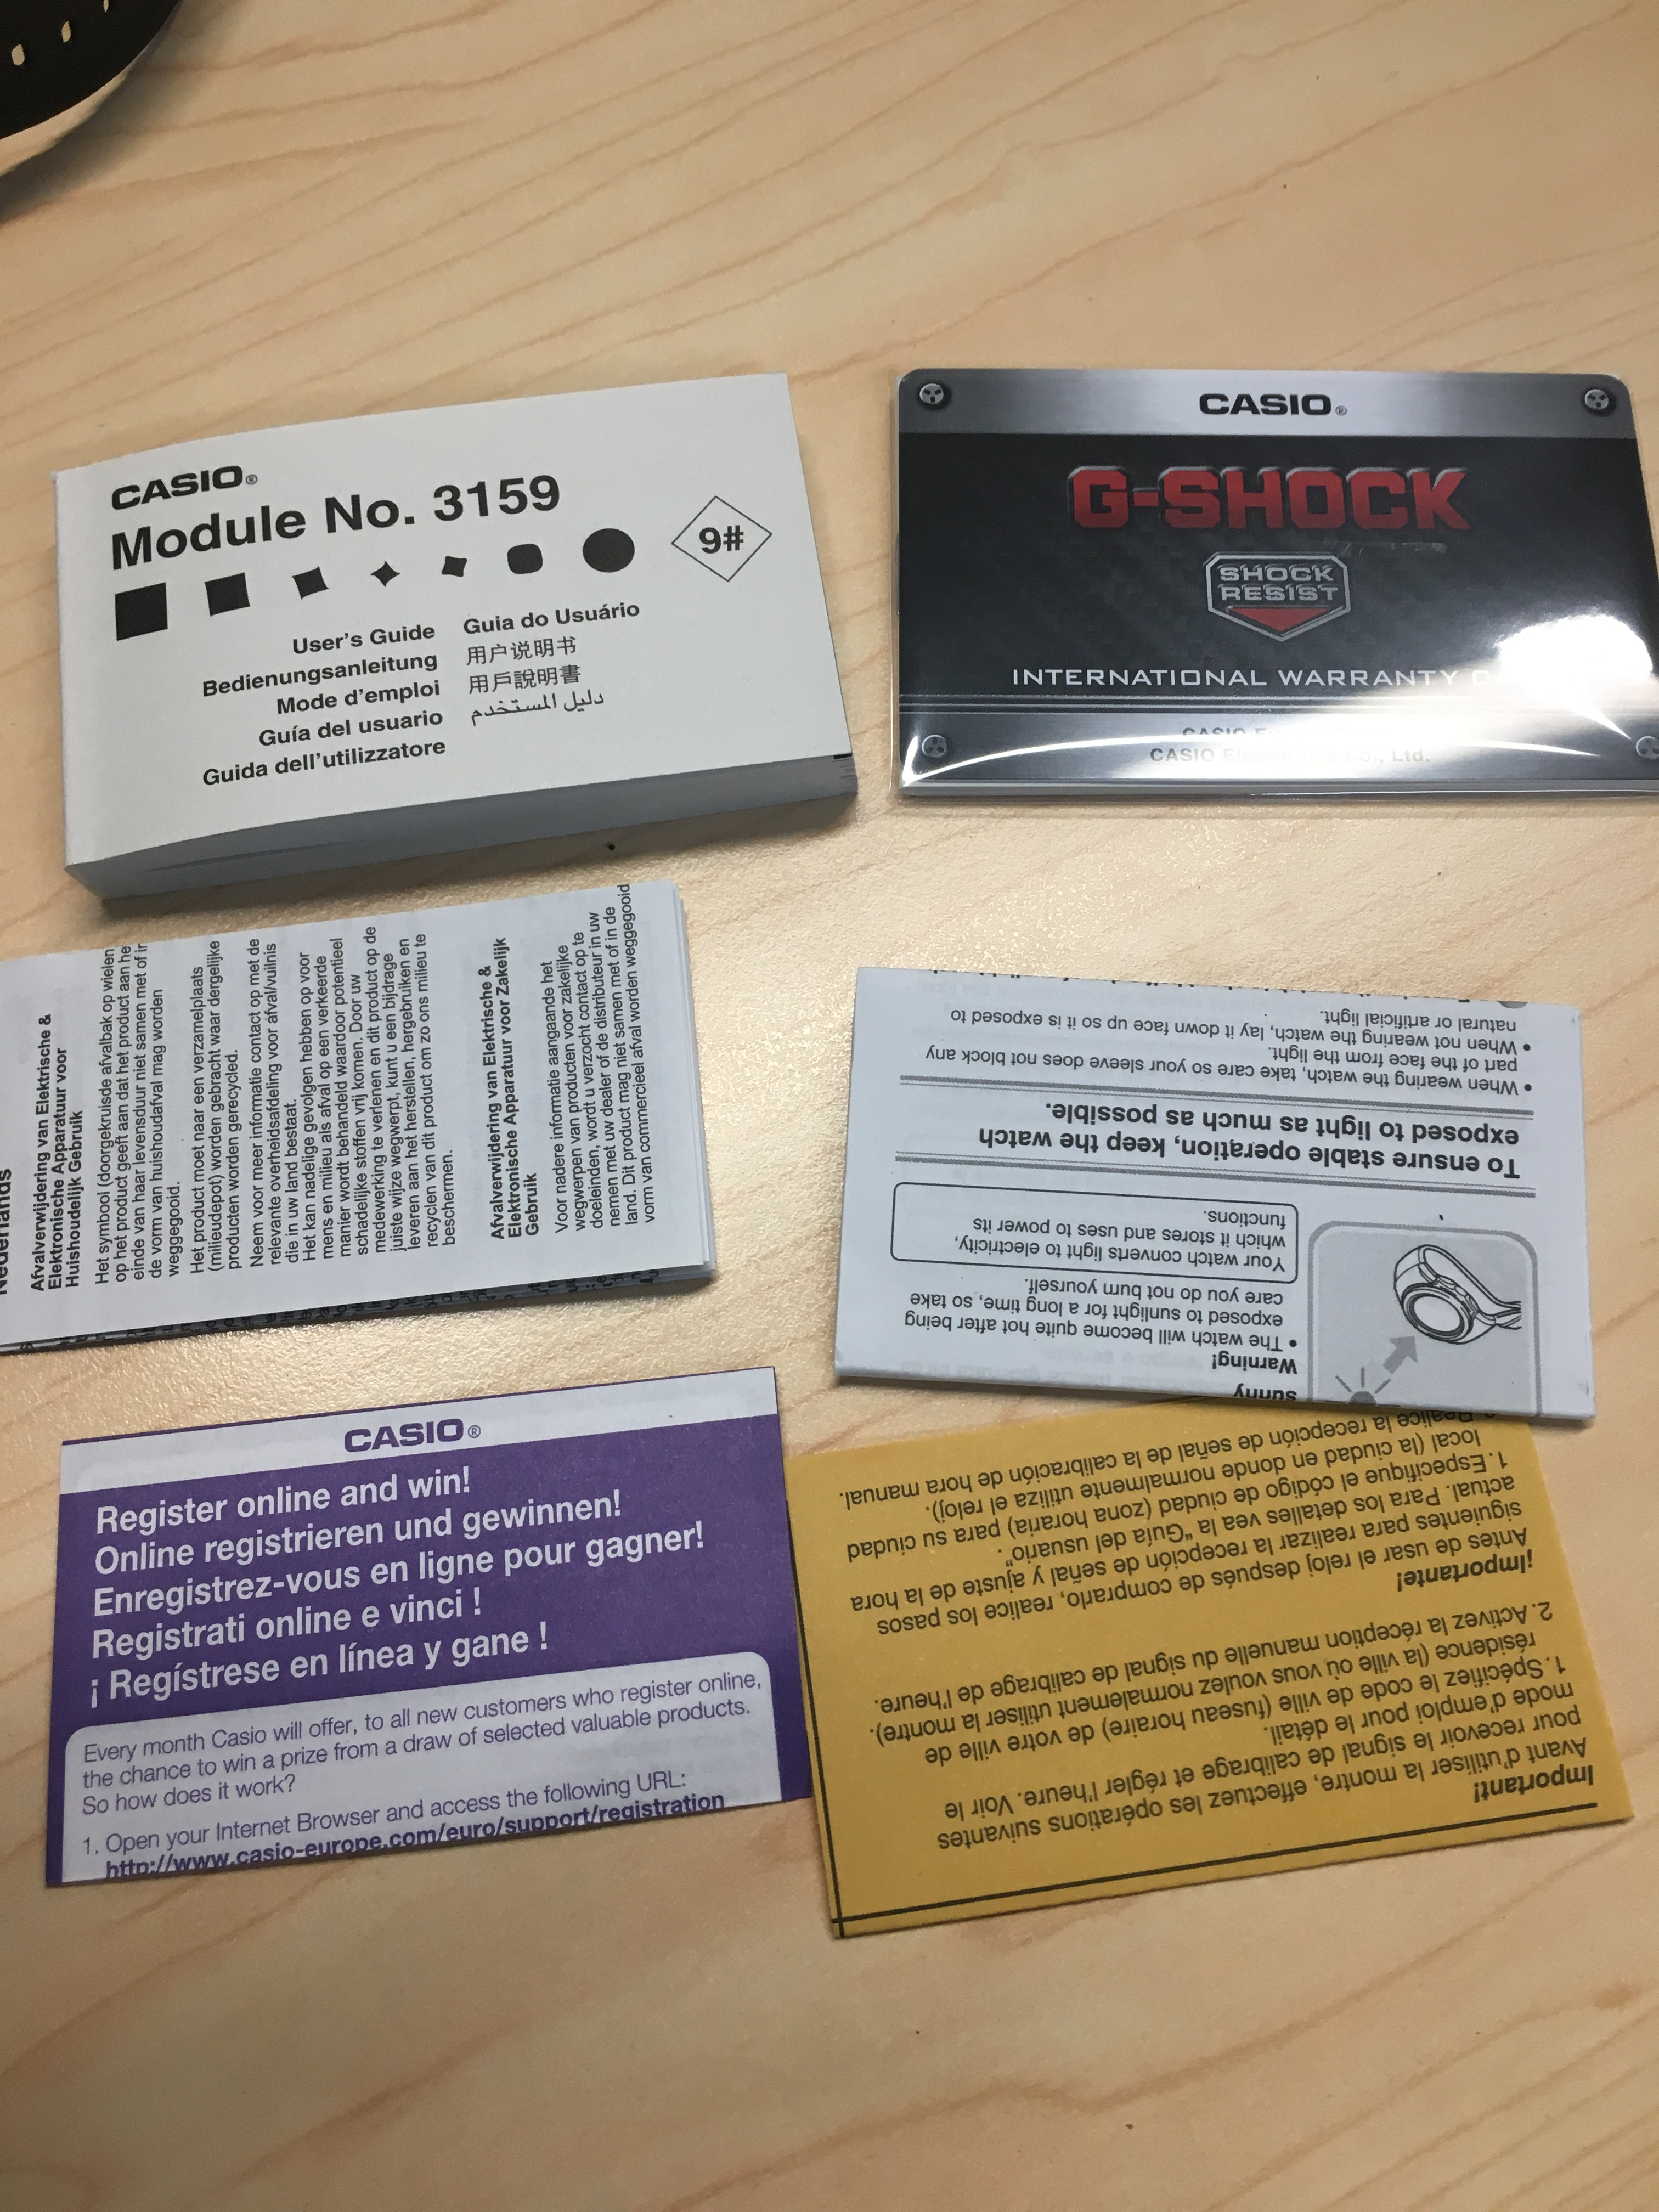 CASIO®
Module No. 3159
9#
User's Guide
Bedienungsanleitung
Mode d'emploi
Guía del usuario
Guida dell'utilizzatore
Guia do Usuário
用户说明书
用戶說明書
دليل المستخدم
CASIO®
G-SHOCK
SHOCK
RESIST
INTERNATIONAL WARRANTY
CASIO
CASIO Electronics Co., Ltd.
Nederlands
Afvalverwijdering van Elektrische &
Elektronische Apparatuur voor
Huishoudelijk Gebruik
Het symbool (doorgekruisde afvalbak op wielen
op het product geeft aan dat het product aan he
einde van haar levensduur niet samen met of in
de vorm van huishoudafval mag worden
weggegooid.
Het product moet naar een verzamelplaats
(milieudepot) worden gebracht waar dergelijke
producten worden gerecycled.
Neem voor meer informatie contact op met de
relevante overheidsafdeling voor afval/vuilnis
die in uw land bestaat.
Het kan nadelige gevolgen hebben op voor
mens en milieu als afval op een verkeerde
manier wordt behandeld waardoor potentieel
schadelijke stoffen vrij komen. Door uw
medewerking te verlenen en dit product op de
juiste wijze wegwerpt, kunt u een bijdrage
leveren aan het herstellen, hergebruiken en
recyclen van dit product om zo ons milieu te
beschermen.
Afvalverwijdering van Elektrische &
Elektronische Apparatuur voor Zakelijk
Gebruik
Voor nadere informatie aangaande het
wegwerpen van producten voor zakelijke
doeleinden, wordt u verzocht contact op te
nemen met uw dealer of de distributeur in uw
land. Dit product mag niet samen met of in de
vorm van commercieel afval worden weggegooid
sunny
Warning!
• The watch will become quite hot after being
exposed to sunlight for a long time, so take
care you do not burn yourself.
Your watch converts light to electricity,
which it stores and uses to power its
functions.
To ensure stable operation, keep the watch
exposed to light as much as possible.
• When wearing the watch, take care so your sleeve does not block any
part of the face from the light.
• When not wearing the watch, lay it down face up so it is exposed to
natural or artificial light.
CASIO®
Register online and win!
Online registrieren und gewinnen!
Enregistrez-vous en ligne pour gagner!
Registrati online e vinci !
¡ Regístrese en línea y gane !
Every month Casio will offer, to all new customers who register online,
the chance to win a prize from a draw of selected valuable products.
So how does it work?
1. Open your Internet Browser and access the following URL:
http://www.casio-europe.com/euro/support/registration
Important!
Avant d'utiliser la montre, effectuez les opérations suivantes
pour recevoir le signal de calibrage et régler l'heure. Voir le
mode d'emploi pour le détail.
1. Spécifiez le code de ville (fuseau horaire) de votre ville de
résidence (la ville où vous voulez normalement utiliser la montre).
2. Activez la réception manuelle du signal de calibrage de l'heure.
¡Importante!
Antes de usar el reloj después de comprarlo, realice los pasos
siguientes para realizar la recepción de señal y ajuste de la hora
actual. Para los detalles vea la "Guía del usuario".
1. Especifique el código de ciudad (zona horaria) para su ciudad
local (la ciudad en donde normalmente utiliza el reloj).
Realice la recepción de señal de la calibración de hora manual.